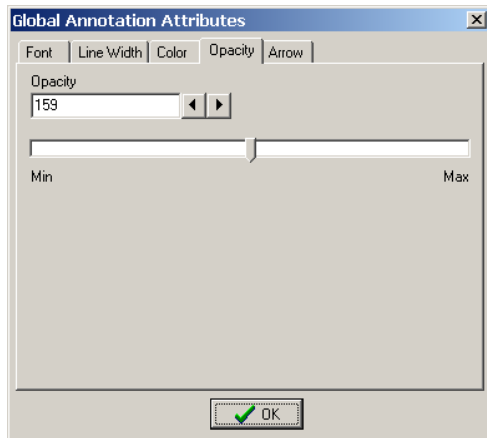 Global Annotation Attributes
Font Line Width Color Opacity Arrow
Opacity
159
Min Max
OK